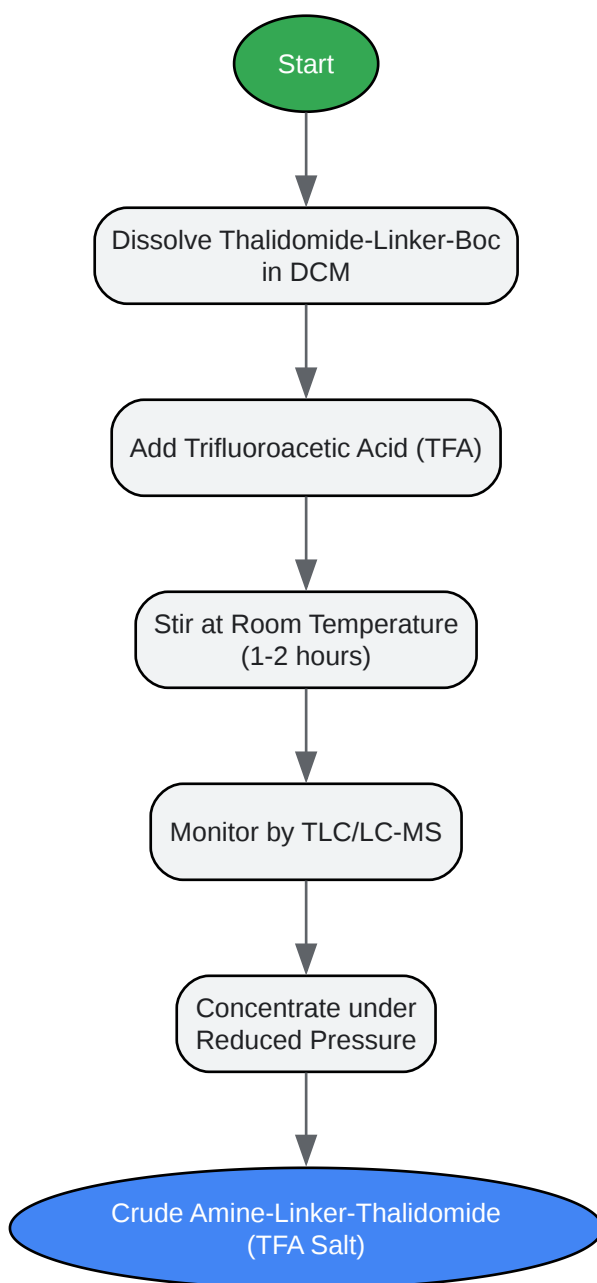 Start
Dissolve Thalidomide-Linker-Boc
in DCM
Add Trifluoroacetic Acid (TFA)
Stir at Room Temperature
(1-2 hours)
Monitor by TLC/LC-MS
Concentrate under
Reduced Pressure
Crude Amine-Linker-Thalidomide
(TFA Salt)